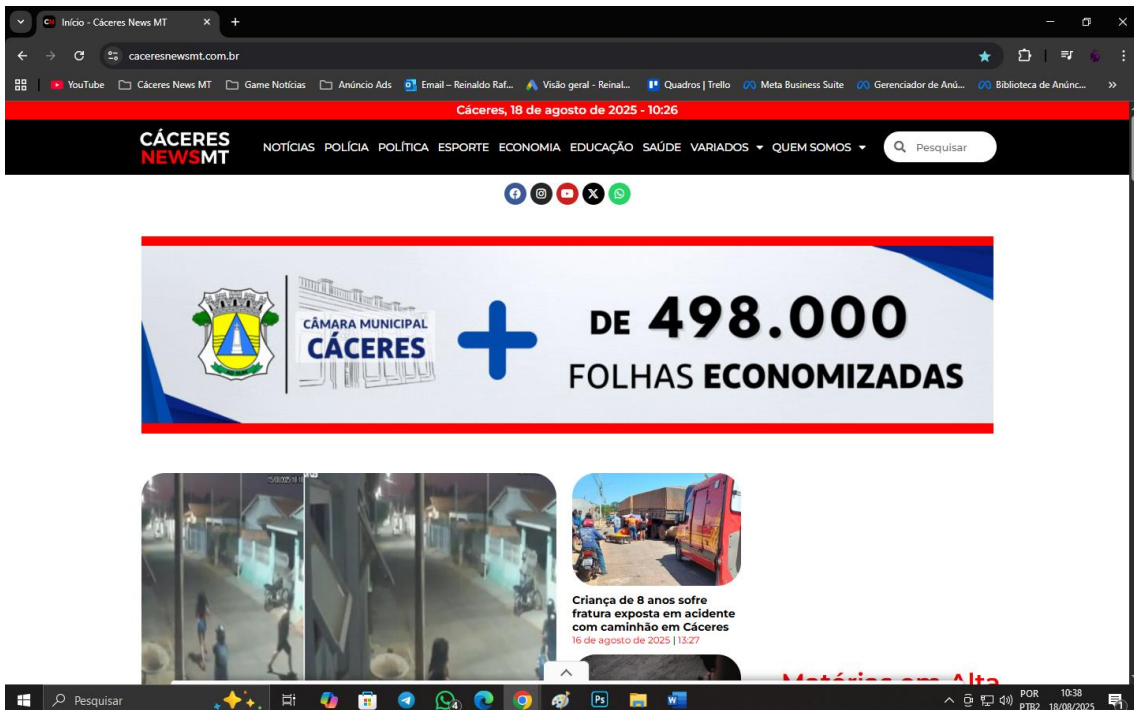 Início - Cáceres News MT
caceresnewsmt.com.br
YouTube Cáceres News MT Game Notícias Anúncio Ads Email – Reinaldo Raf... Visão geral - Reinal... Quadros | Trello Meta Business Suite Gerenciador de Anú... Biblioteca de Anúnc...
Cáceres, 18 de agosto de 2025 - 10:26
CÁCERES
NEWSMT
NOTÍCIAS POLÍCIA POLÍTICA ESPORTE ECONOMIA EDUCAÇÃO SAÚDE VARIADOS QUEM SOMOS
Pesquisar
CÂMARA MUNICIPAL
CÁCERES
+
DE 498.000
FOLHAS ECONOMIZADAS
Criança de 8 anos sofre
fratura exposta em acidente
com caminhão em Cáceres
16 de agosto de 2025 | 13:27
Matérias em Alta
Pesquisar
POR
PTB2
10:38
18/08/2025